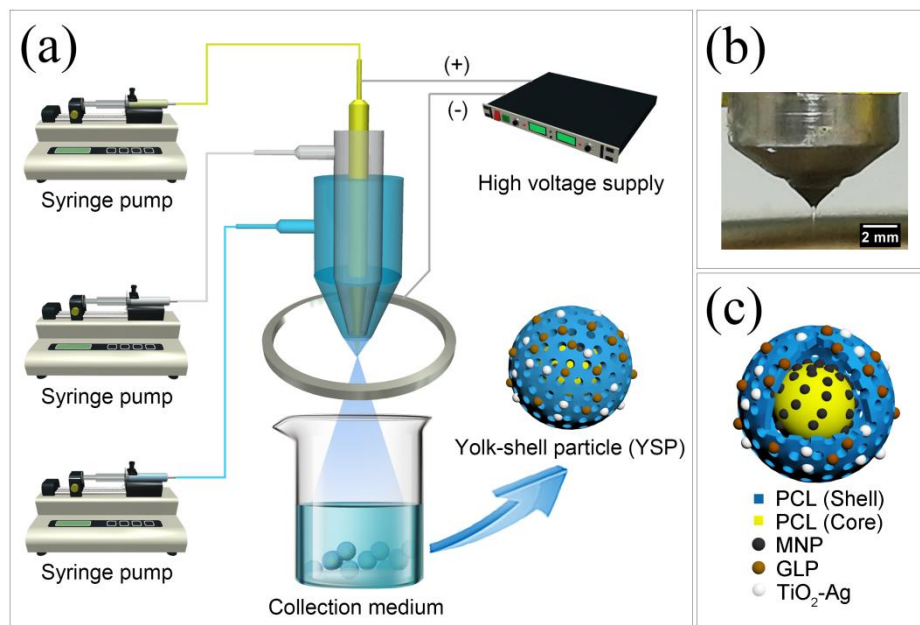 (a)
(+)
(-)
Syringe pump
High voltage supply
Syringe pump
Yolk-shell particle (YSP)
Syringe pump
Collection medium
(b)
2 mm
(c)
PCL (Shell)
PCL (Core)
MNP
GLP
TiO₂-Ag